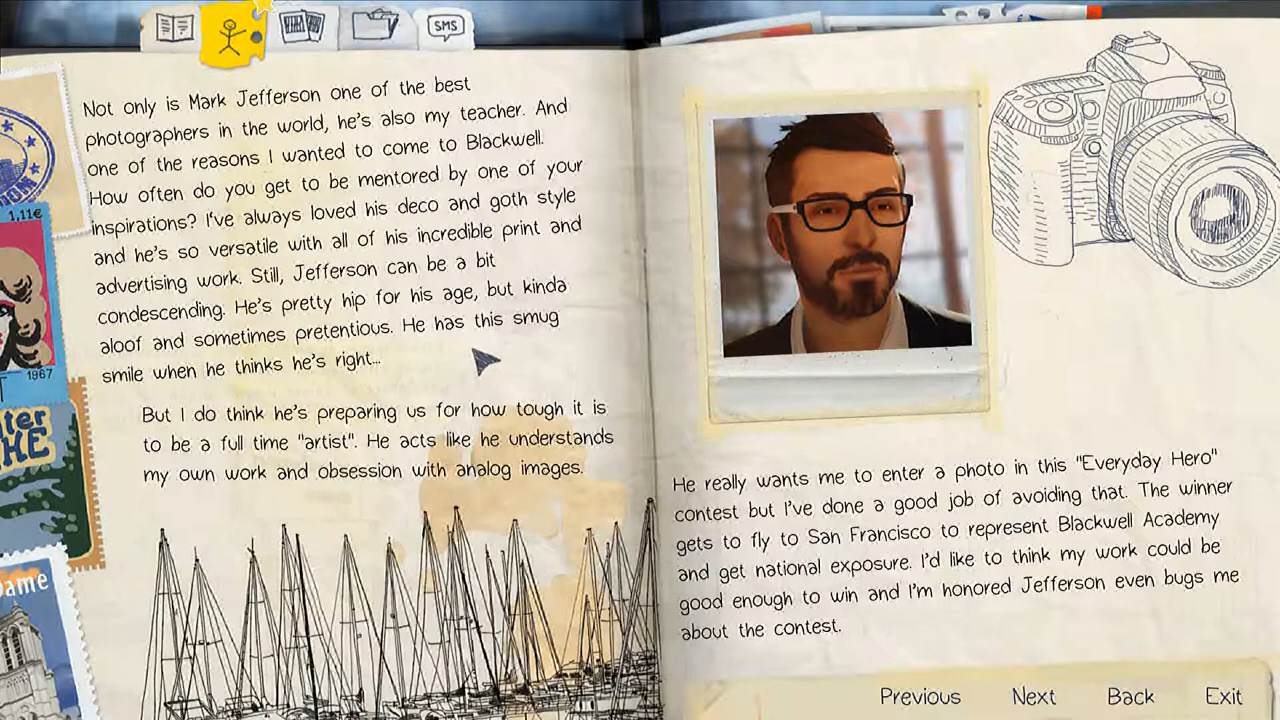 SMS
Not only is Mark Jefferson one of the best
photographers in the world, he's also my teacher. And
one of the reasons I wanted to come to Blackwell.
How often do you get to be mentored by one of your
inspirations? I've always loved his deco and goth style
and he's so versatile with all of his incredible print and
advertising work. Still, Jefferson can be a bit
condescending. He's pretty hip for his age, but kinda
aloof and sometimes pretentious. He has this smug
smile when he thinks he's right...
But I do think he's preparing us for how tough it is
to be a full time "artist". He acts like he understands
my own work and obsession with analog images.
1,11€
1967
He really wants me to enter a photo in this "Everyday Hero"
contest but I've done a good job of avoiding that. The winner
gets to fly to San Francisco to represent Blackwell Academy
and get national exposure. I'd like to think my work could be
good enough to win and I'm honored Jefferson even bugs me
about the contest.
Previous Next Back Exit